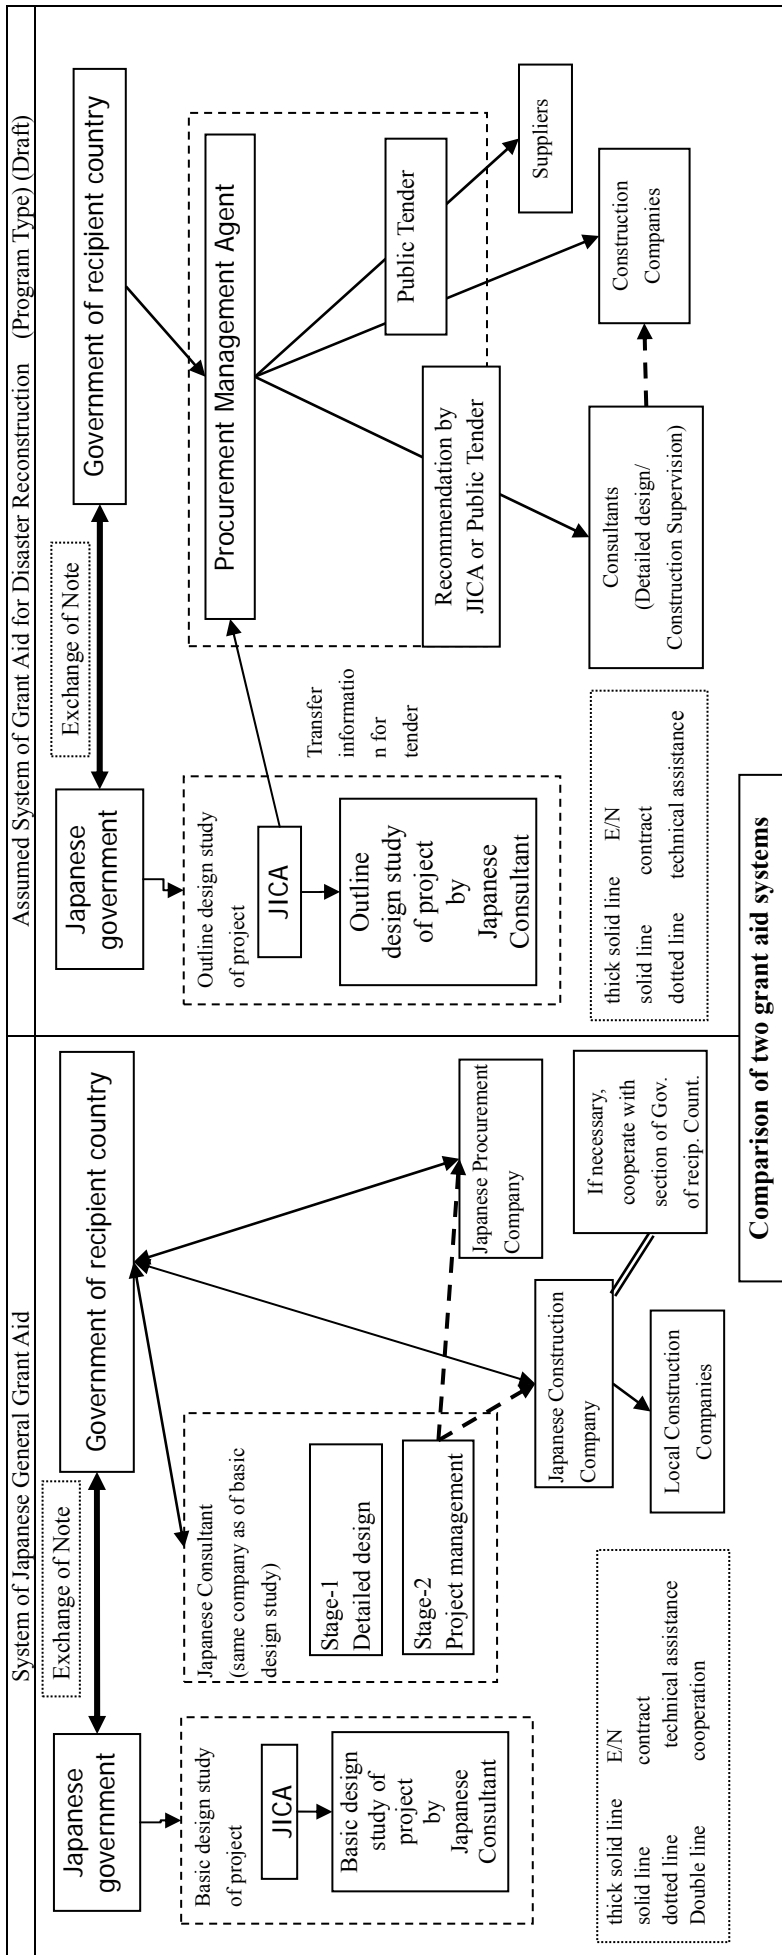 System of Japanese General Grant Aid
Japanese
government
Exchange of Note
Government of recipient country
Basic design study
of project
JICA
Basic design
study of
project
by
Japanese
Consultant
Japanese Consultant
(same company as of basic
design study)
Stage-1
Detailed design
Stage-2
Project management
Japanese Procurement
Company
Japanese Construction
Company
Local Construction
Companies
If necessary,
cooperate with
section of Gov.
of recip. Count.
thick solid line E/N
solid line contract
dotted line technical assistance
Double line cooperation
Assumed System of Grant Aid for Disaster Reconstruction (Program Type) (Draft)
Japanese
government
Exchange of Note
Government of recipient country
Outline design study
of project
JICA
Outline
design study
of project
by
Japanese
Consultant
Transfer
informatio
n for
tender
Procurement Management Agent
Recommendation by
JICA or Public Tender
Public Tender
Suppliers
Consultants
(Detailed design/
Construction Supervision)
Construction
Companies
thick solid line E/N
solid line contract
dotted line technical assistance
Comparison of two grant aid systems